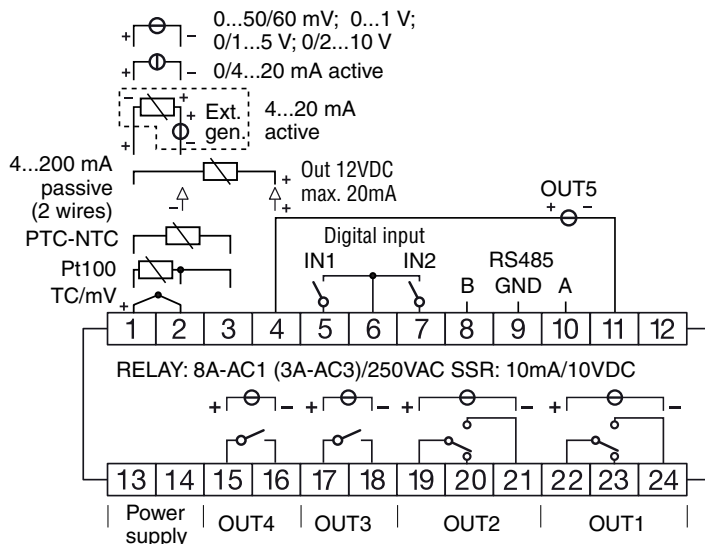 0...50/60 mV; 0...1 V;
+ – 0/1...5 V; 0/2...10 V
+ – 0/4...20 mA active
– + + Ext. 4...20 mA
+ – gen. active
4...200 mA
passive
(2 wires)
+ Out 12VDC
– + max. 20mA
OUT5
+ –
PTC-NTC
Digital input
Pt100
IN1 IN2
RS485
B GND A
TC/mV
+
1 2 3 4 5 6 7 8 9 10 11 12
RELAY: 8A-AC1 (3A-AC3)/250VAC SSR: 10mA/10VDC
+ – + – + – + –
13 14 15 16 17 18 19 20 21 22 23 24
Power
supply
OUT4 OUT3 OUT2 OUT1